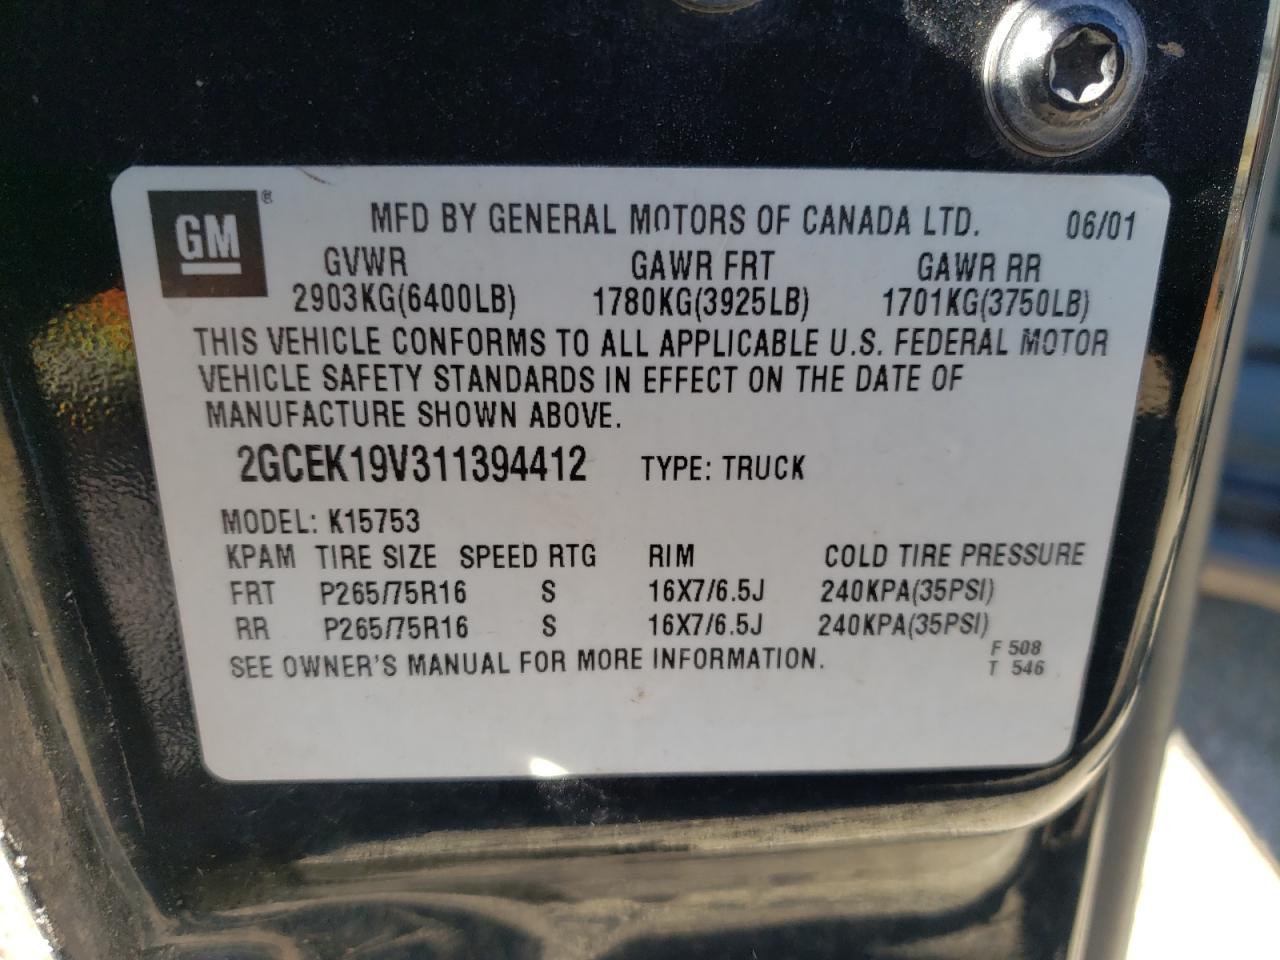 GM®
MFD BY GENERAL MOTORS OF CANADA LTD. 06/01
GVWR GAWR FRT GAWR RR
2903KG(6400LB) 1780KG(3925LB) 1701KG(3750LB)
THIS VEHICLE CONFORMS TO ALL APPLICABLE U.S. FEDERAL MOTOR
VEHICLE SAFETY STANDARDS IN EFFECT ON THE DATE OF
MANUFACTURE SHOWN ABOVE.
2GCEK19V311394412 TYPE: TRUCK
MODEL: K15753
KPAM TIRE SIZE SPEED RTG RIM COLD TIRE PRESSURE
FRT P265/75R16 S 16X7/6.5J 240KPA(35PSI)
RR P265/75R16 S 16X7/6.5J 240KPA(35PSI)
SEE OWNER'S MANUAL FOR MORE INFORMATION.
F 508
T 546